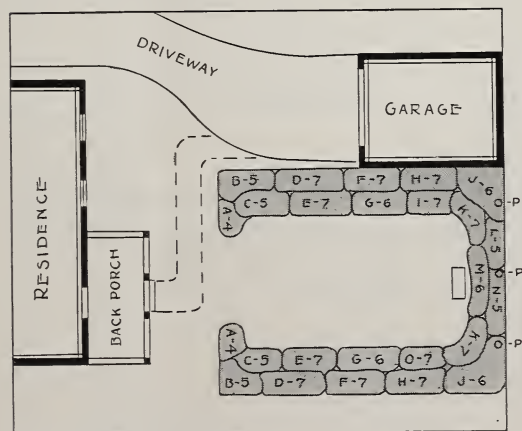 DRIVEWAY
GARAGE
RESIDENCE
BACK PORCH
B-5 D-7 F-7 H-7 J-6
A-4 C-5 E-7 G-6 I-7 K-7
O-P
L-5
M-6
O-P
N-5
A-4 C-5 E-7 G-6 O-7 K-7
O-P
B-5 D-7 F-7 H-7 J-6